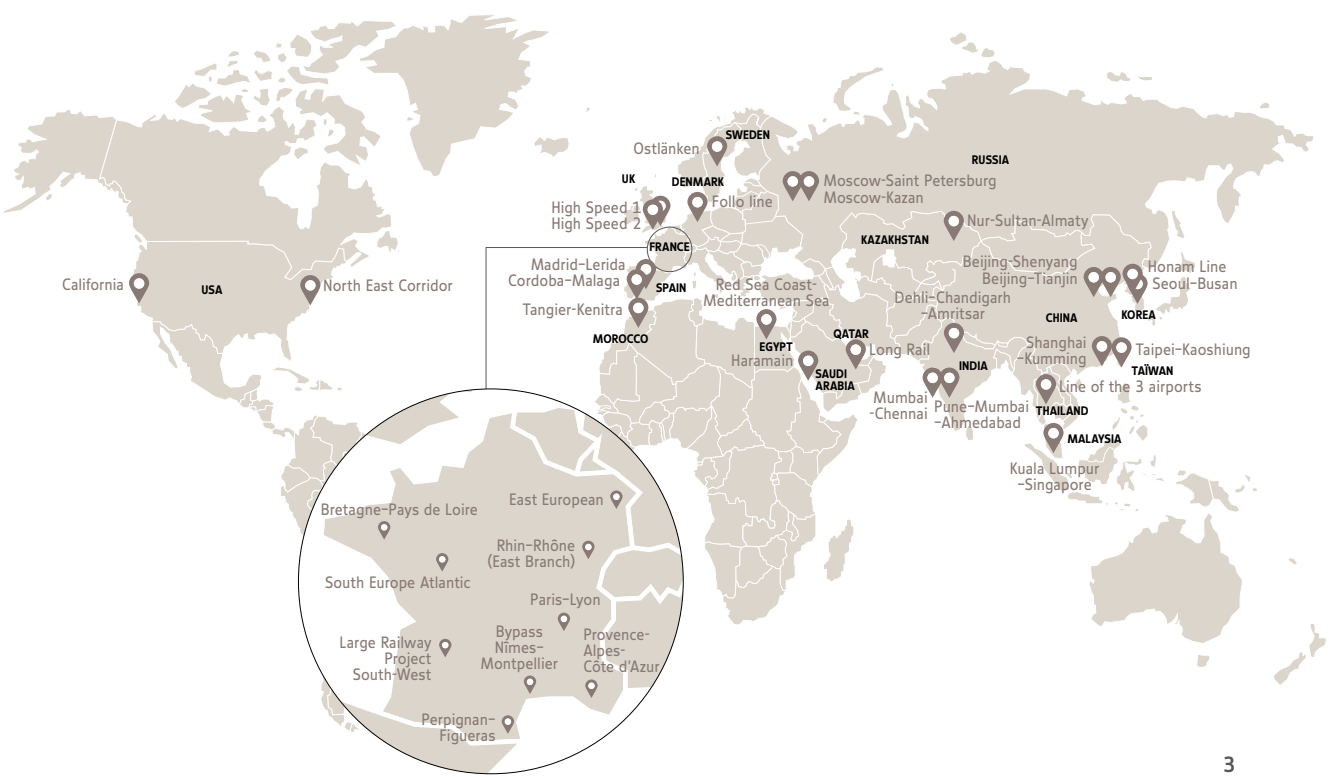 SWEDEN
Ostlänken
RUSSIA
UK
DENMARK
Moscow-Saint Petersburg
Moscow-Kazan
High Speed 1
High Speed 2
Follo line
Nur-Sultan-Almaty
FRANCE
KAZAKHSTAN
Madrid–Lerida
Cordoba–Malaga
SPAIN
Beijing-Shenyang
Beijing–Tianjin
Honam Line
Seoul-Busan
KOREA
California
USA
North East Corridor
Tangier-Kenitra
MOROCCO
Red Sea Coast-
Mediterranean Sea
EGYPT
Haramain
SAUDI
ARABIA
QATAR
Long Rail
Dehli–Chandigarh
–Amritsar
INDIA
CHINA
Shanghai
-Kumming
Taipei-Kaoshiung
TAÏWAN
Mumbai
-Chennai
Pune–Mumbai
–Ahmedabad
Line of the 3 airports
THAILAND
MALAYSIA
Kuala Lumpur
–Singapore
Bretagne–Pays de Loire
East European
Rhin–Rhône
(East Branch)
South Europe Atlantic
Paris–Lyon
Large Railway
Project
South-West
Bypass
Nîmes–
Montpellier
Provence-
Alpes-
Côte d'Azur
Perpignan–
Figueras
3